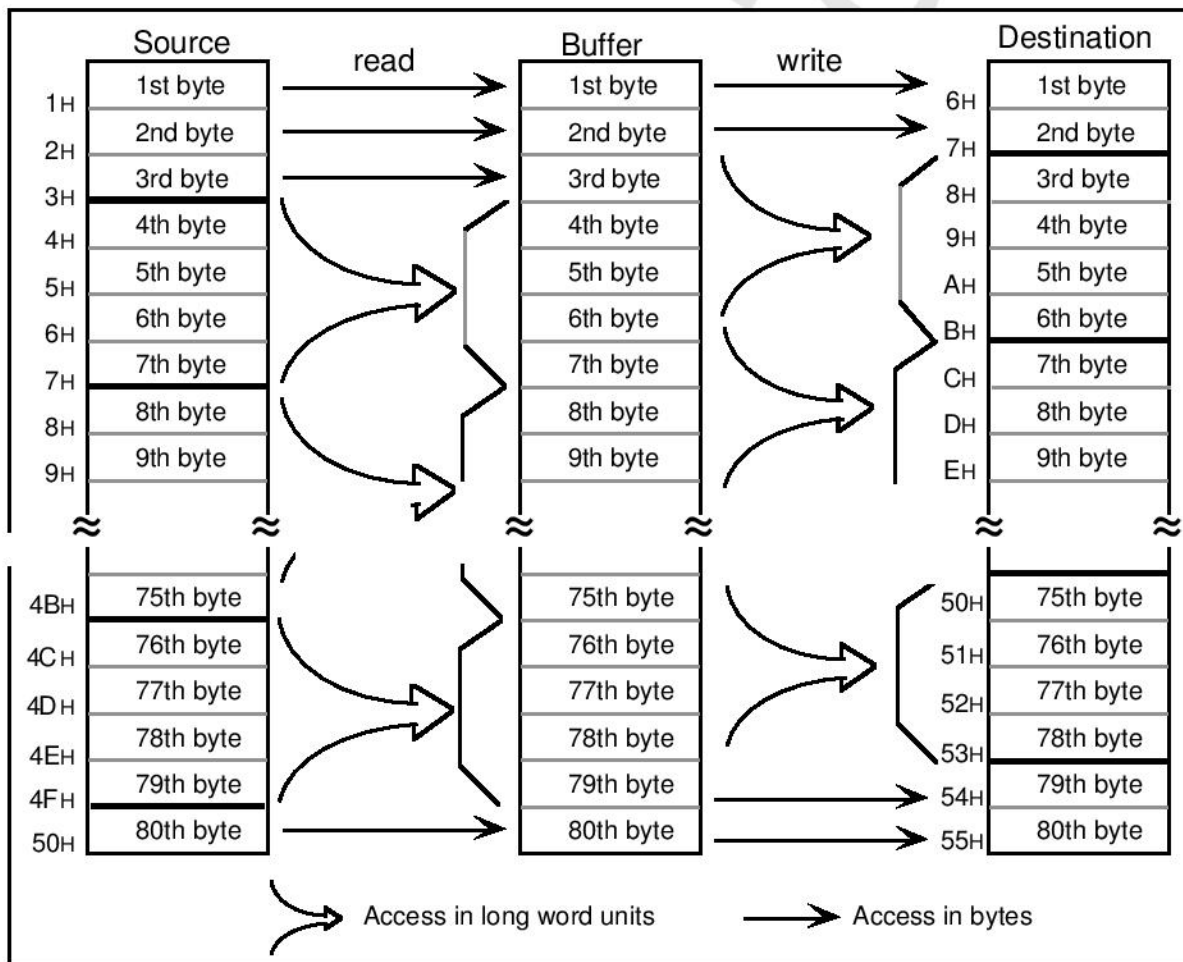 Source Buffer Destination
read write
1st byte 1st byte 1st byte
1H 6H
2nd byte 2nd byte 2nd byte
2H 7H
3rd byte 3rd byte 3rd byte
3H 8H
4th byte 4th byte 4th byte
4H 9H
5th byte 5th byte 5th byte
5H AH
6th byte 6th byte 6th byte
6H BH
7th byte 7th byte 7th byte
7H CH
8th byte 8th byte 8th byte
8H DH
9th byte 9th byte 9th byte
9H EH
75th byte 75th byte 75th byte
4BH 50H
76th byte 76th byte 76th byte
4CH 51H
77th byte 77th byte 77th byte
4DH 52H
78th byte 78th byte 78th byte
4EH 53H
79th byte 79th byte 79th byte
4FH 54H
80th byte 80th byte 80th byte
50H 55H
Access in long word units Access in bytes